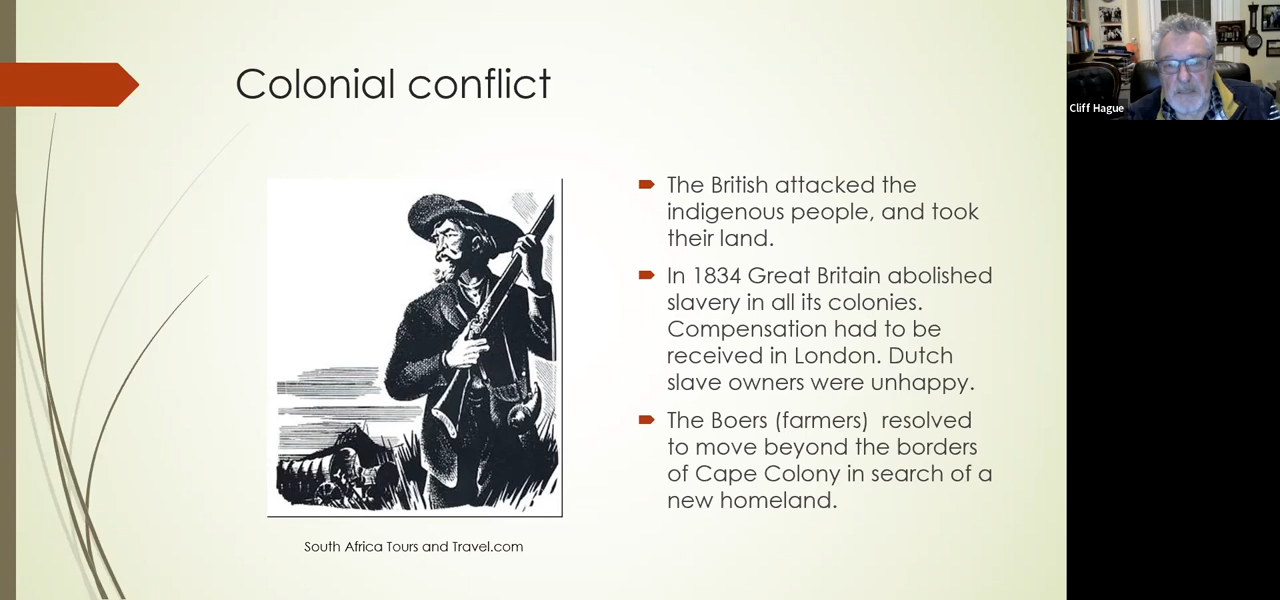 Colonial conflict
The British attacked the
indigenous people, and took
their land.
In 1834 Great Britain abolished
slavery in all its colonies.
Compensation had to be
received in London. Dutch
slave owners were unhappy.
The Boers (farmers)  resolved
to move beyond the borders
of Cape Colony in search of a
new homeland.
South Africa Tours and Travel.com
Cliff Hague